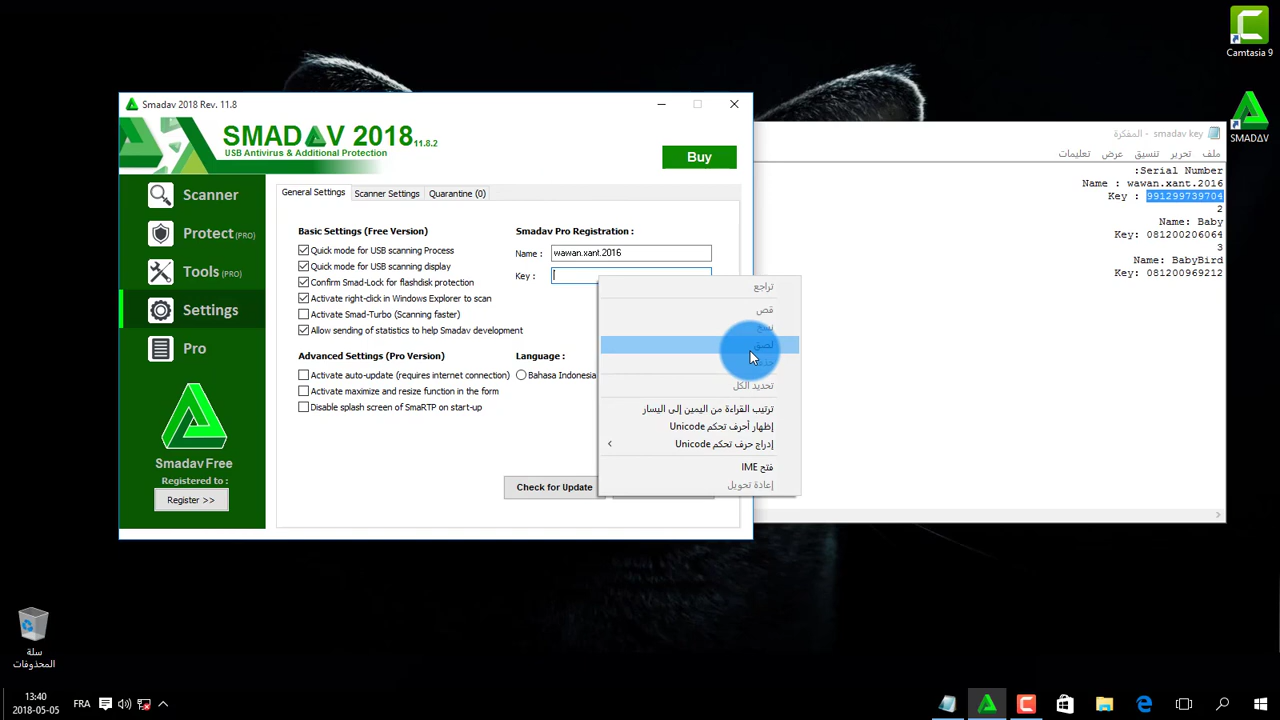 Camtasia 9
SMADΔV
سلة
المحذوفات
Smadav 2018 Rev. 11.8
SMADΔV 2018 11.8.2
USB Antivirus & Additional Protection
Buy
Scanner
Protect (PRO)
Tools (PRO)
Settings
Pro
Smadav Free
Registered to :
Register >>
General Settings
Scanner Settings
Quarantine (0)
Basic Settings (Free Version)
Quick mode for USB scanning Process
Quick mode for USB scanning display
Confirm Smad-Lock for flashdisk protection
Activate right-click in Windows Explorer to scan
Activate Smad-Turbo (Scanning faster)
Allow sending of statistics to help Smadav development
Advanced Settings (Pro Version)
Activate auto-update (requires internet connection)
Activate maximize and resize function in the form
Disable splash screen of SmaRTP on start-up
Smadav Pro Registration :
Name : wawan.xant.2016
Key :
Language :
Bahasa Indonesia
Check for Update
تراجع
قص
نسخ
لصق
تحديد الكل
ترتيب القراءة من اليمين إلى اليسار
إظهار أحرف تحكم Unicode
إدراج حرف تحكم Unicode
فتح IME
إعادة تحويل
smadav key - المفكرة
ملف تحرير تنسيق عرض تعليمات
:Serial Number
Name : wawan.xant.2016
Key : 991299739704
2
Name: Baby
Key: 081200206064
3
Name: BabyBird
Key: 081200969212
13:40
2018-05-05
FRA